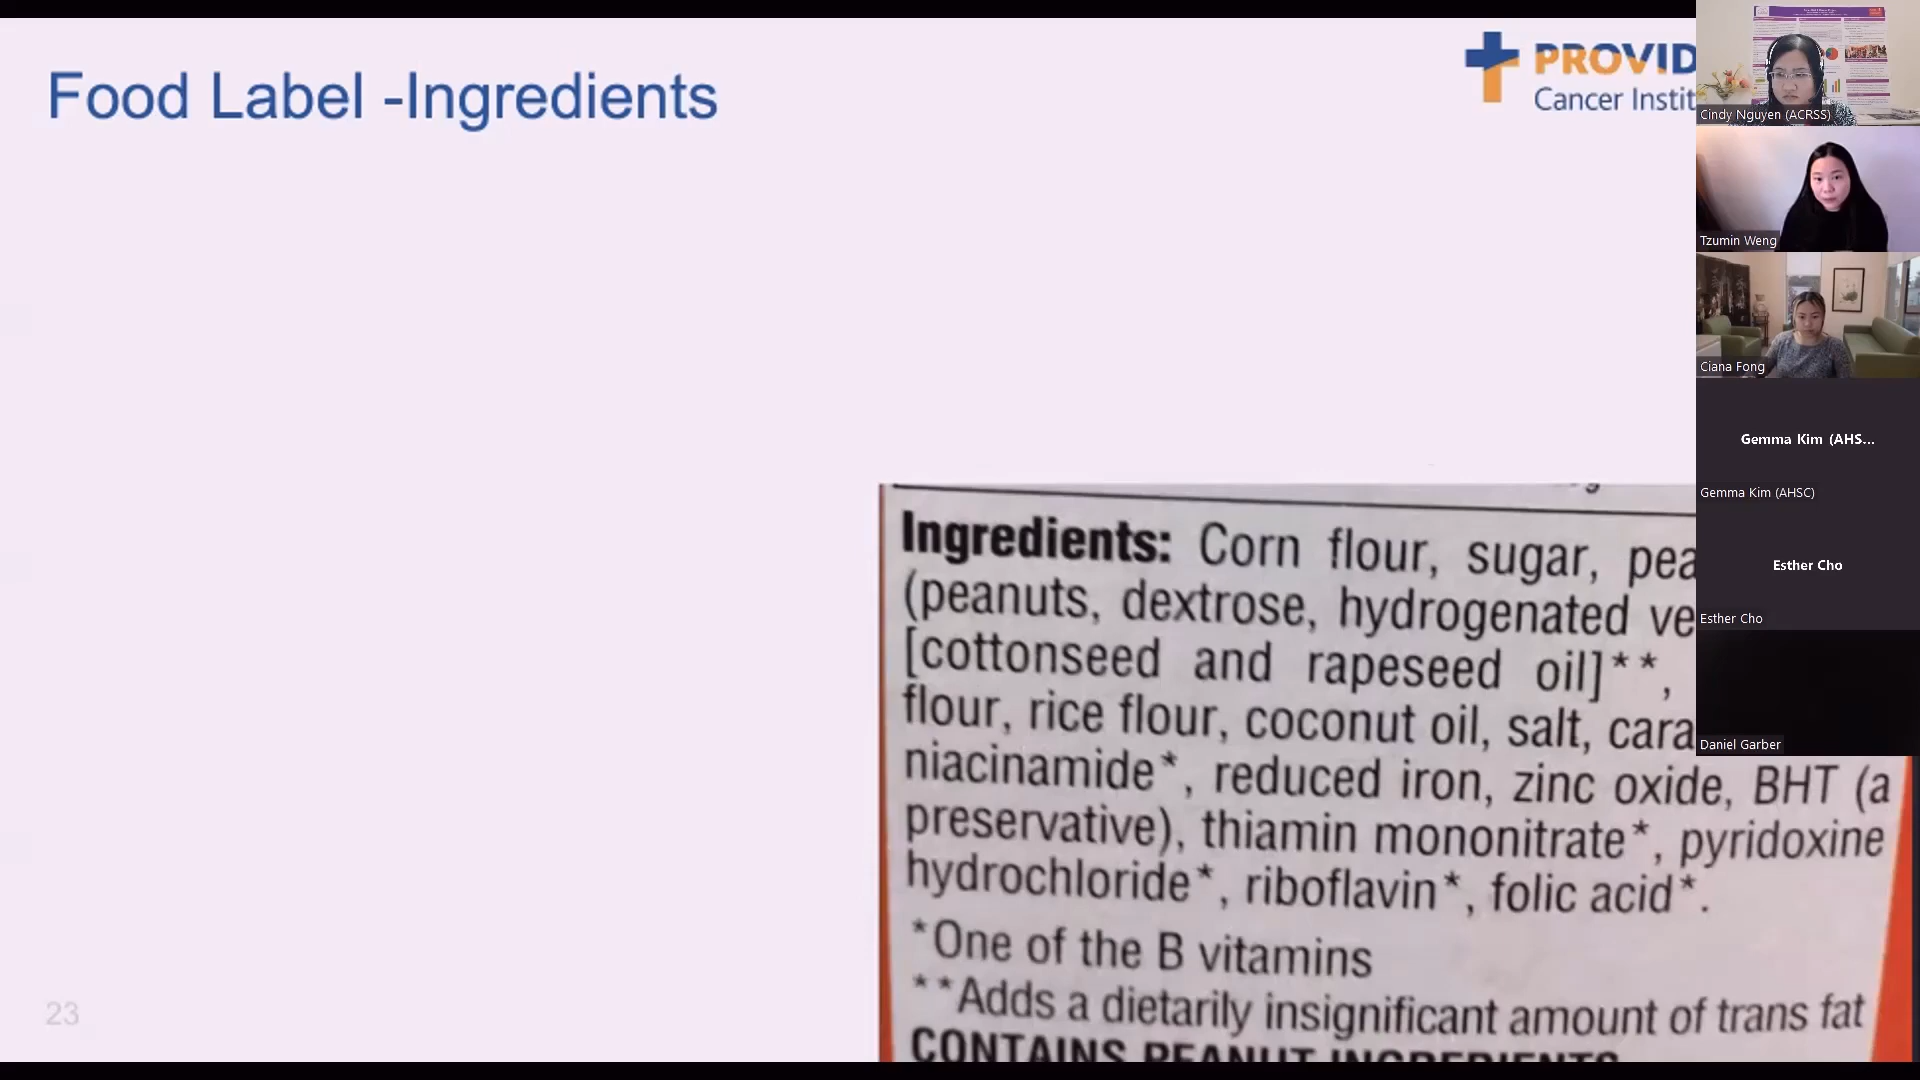 Food Label -Ingredients
PROVID
Cancer Instit
Ingredients: Corn flour, sugar, pea
(peanuts, dextrose, hydrogenated ve
[cottonseed and rapeseed oil]**,
flour, rice flour, coconut oil, salt, cara
niacinamide*, reduced iron, zinc oxide, BHT (a
preservative), thiamin mononitrate*, pyridoxine
hydrochloride*, riboflavin*, folic acid*.
*One of the B vitamins
**Adds a dietarily insignificant amount of trans fat
CONTAINS PEANUT INGREDIENTS
23
Cindy Nguyen (ACRSS)
Tzumin Weng
Ciana Fong
Gemma Kim (AHS...
Gemma Kim (AHSC)
Esther Cho
Esther Cho
Daniel Garber